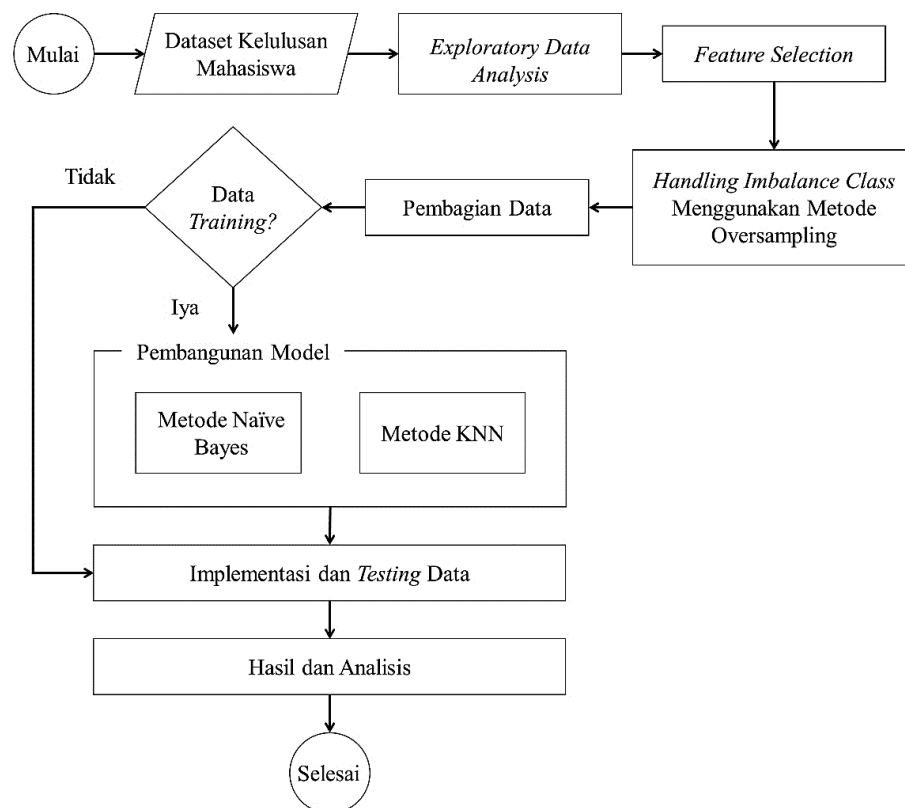 Mulai
Dataset Kelulusan
Mahasiswa
Exploratory Data
Analysis
Feature Selection
Handling Imbalance Class
Menggunakan Metode
Oversampling
Pembagian Data
Data
Training?
Tidak
Iya
Pembangunan Model
Metode Naïve
Bayes
Metode KNN
Implementasi dan Testing Data
Hasil dan Analisis
Selesai